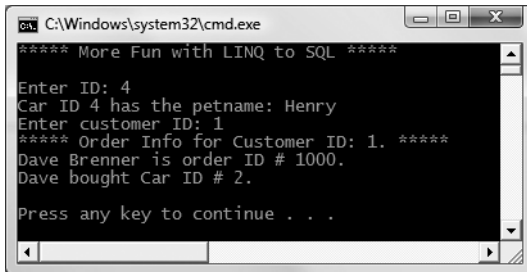 C:\Windows\system32\cmd.exe
***** More Fun with LINQ to SQL *****
Enter ID: 4
Car ID 4 has the petname: Henry
Enter customer ID: 1
***** Order Info for Customer ID: 1. *****
Dave Brenner is order ID # 1000.
Dave bought Car ID # 2.
Press any key to continue . . .